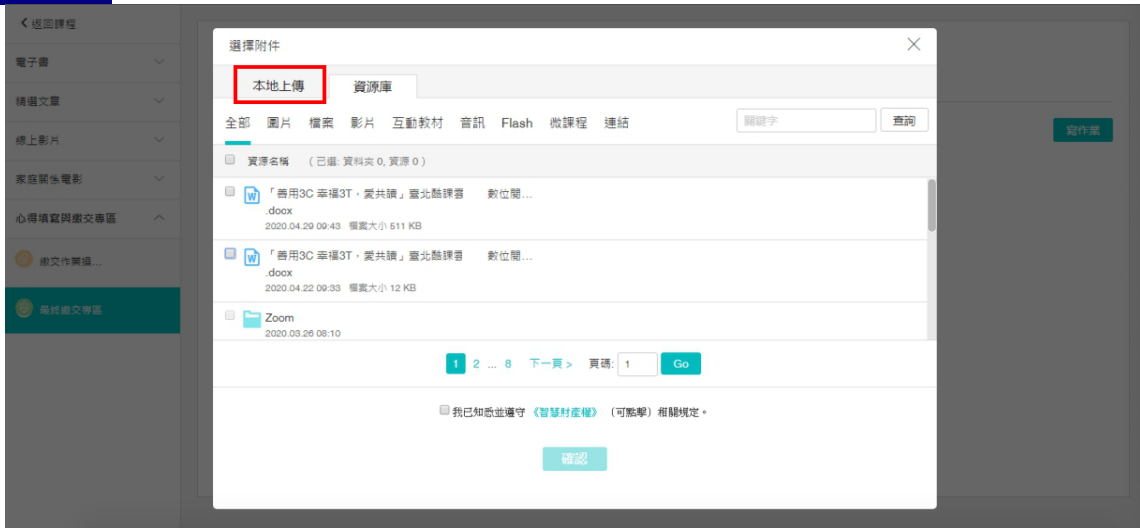 返回課程
電子書
精選文章
線上影片
家庭關係電影
心得填寫與繳交專區
繳交作業攝...
最終繳交專區
寫作業
選擇附件
本地上傳 資源庫
全部 圖片 檔案 影片 互動教材 音訊 Flash 微課程 連結 關鍵字 查詢
資源名稱 （已選: 資料夾 0, 資源 0）
「善用3C 幸福3T，愛共讀」臺北酷課雲 數位閱...
.docx
2020.04.29 09:43 檔案大小 511 KB
「善用3C 幸福3T，愛共讀」臺北酷課雲 數位閱...
.docx
2020.04.22 09:33 檔案大小 12 KB
Zoom
2020.03.26 08:10
1 2 ... 8 下一頁 > 頁碼: 1 Go
我已知悉並遵守《智慧財產權》（可點擊）相關規定。
確認